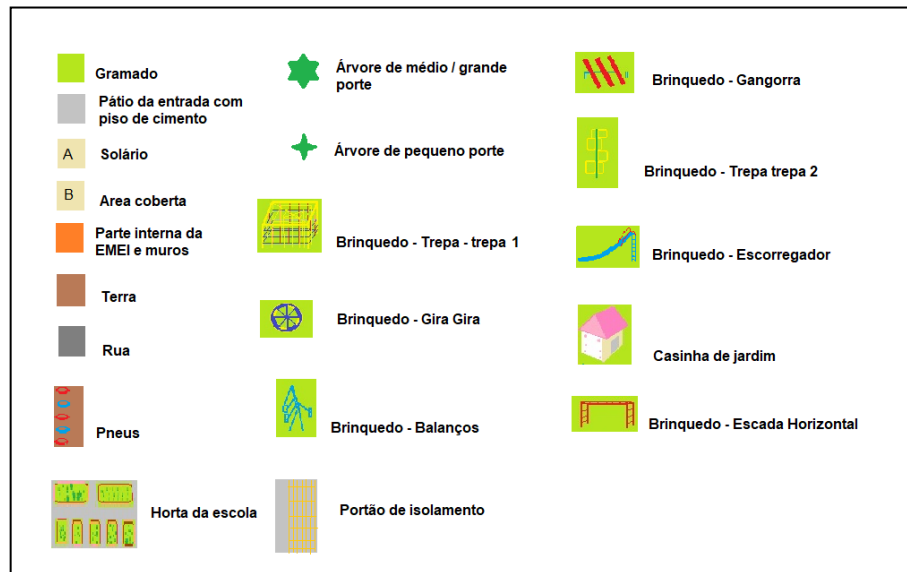 Gramado
Pátio da entrada com
piso de cimento
A
Solário
B
Area coberta
Parte interna da
EMEI e muros
Terra
Rua
Pneus
Horta da escola
Árvore de médio / grande
porte
Árvore de pequeno porte
Brinquedo - Trepa - trepa 1
Brinquedo - Gira Gira
Brinquedo - Balanços
Portão de isolamento
Brinquedo - Gangorra
Brinquedo - Trepa trepa 2
Brinquedo - Escorregador
Casinha de jardim
Brinquedo - Escada Horizontal